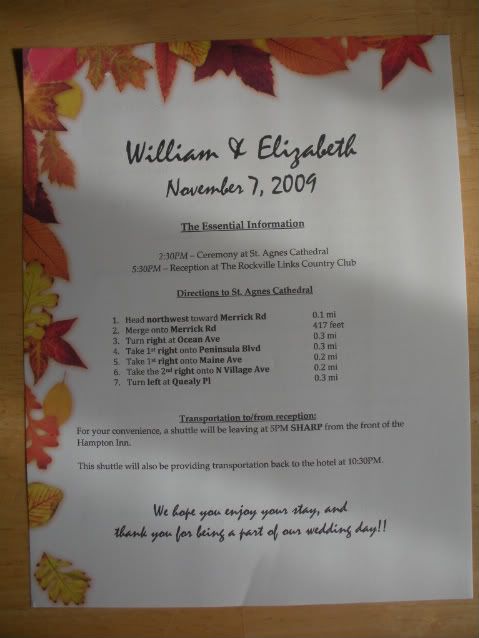 William & Elizabeth
November 7, 2009
The Essential Information
2:30PM – Ceremony at St. Agnes Cathedral
5:30PM – Reception at The Rockville Links Country Club
Directions to St. Agnes Cathedral
1. Head northwest toward Merrick Rd 0.1 mi
2. Merge onto Merrick Rd 417 feet
3. Turn right at Ocean Ave 0.3 mi
4. Take 1st right onto Peninsula Blvd 0.3 mi
5. Take 1st right onto Maine Ave 0.2 mi
6. Take the 2nd right onto N Village Ave 0.2 mi
7. Turn left at Quealy Pl 0.3 mi
Transportation to/from reception:
For your convenience, a shuttle will be leaving at 5PM SHARP from the front of the
Hampton Inn.
This shuttle will also be providing transportation back to the hotel at 10:30PM.
We hope you enjoy your stay, and
thank you for being a part of our wedding day!!